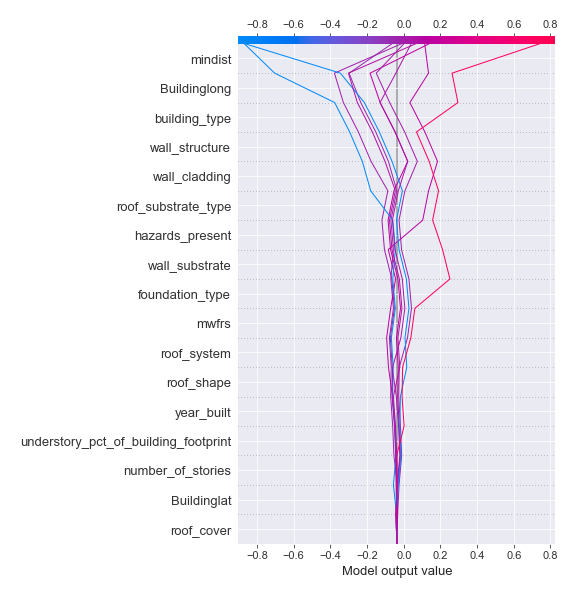 −0.8 −0.6 −0.4 −0.2 0.0 0.2 0.4 0.6 0.8
mindist
Buildinglong
building_type
wall_structure
wall_cladding
roof_substrate_type
hazards_present
wall_substrate
foundation_type
mwfrs
roof_system
roof_shape
year_built
understory_pct_of_building_footprint
number_of_stories
Buildinglat
roof_cover
−0.8 −0.6 −0.4 −0.2 0.0 0.2 0.4 0.6 0.8
Model output value